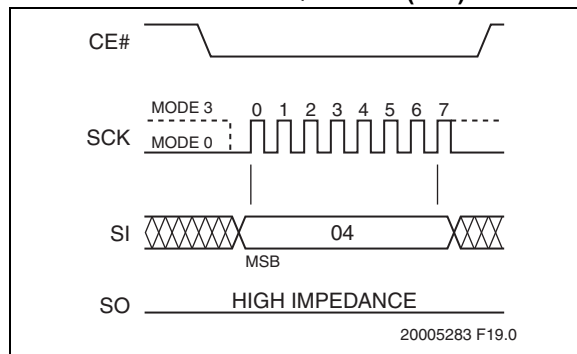 CE#
MODE 3 0 1 2 3 4 5 6 7
SCK MODE 0
SI 04
MSB
SO HIGH IMPEDANCE
20005283 F19.0